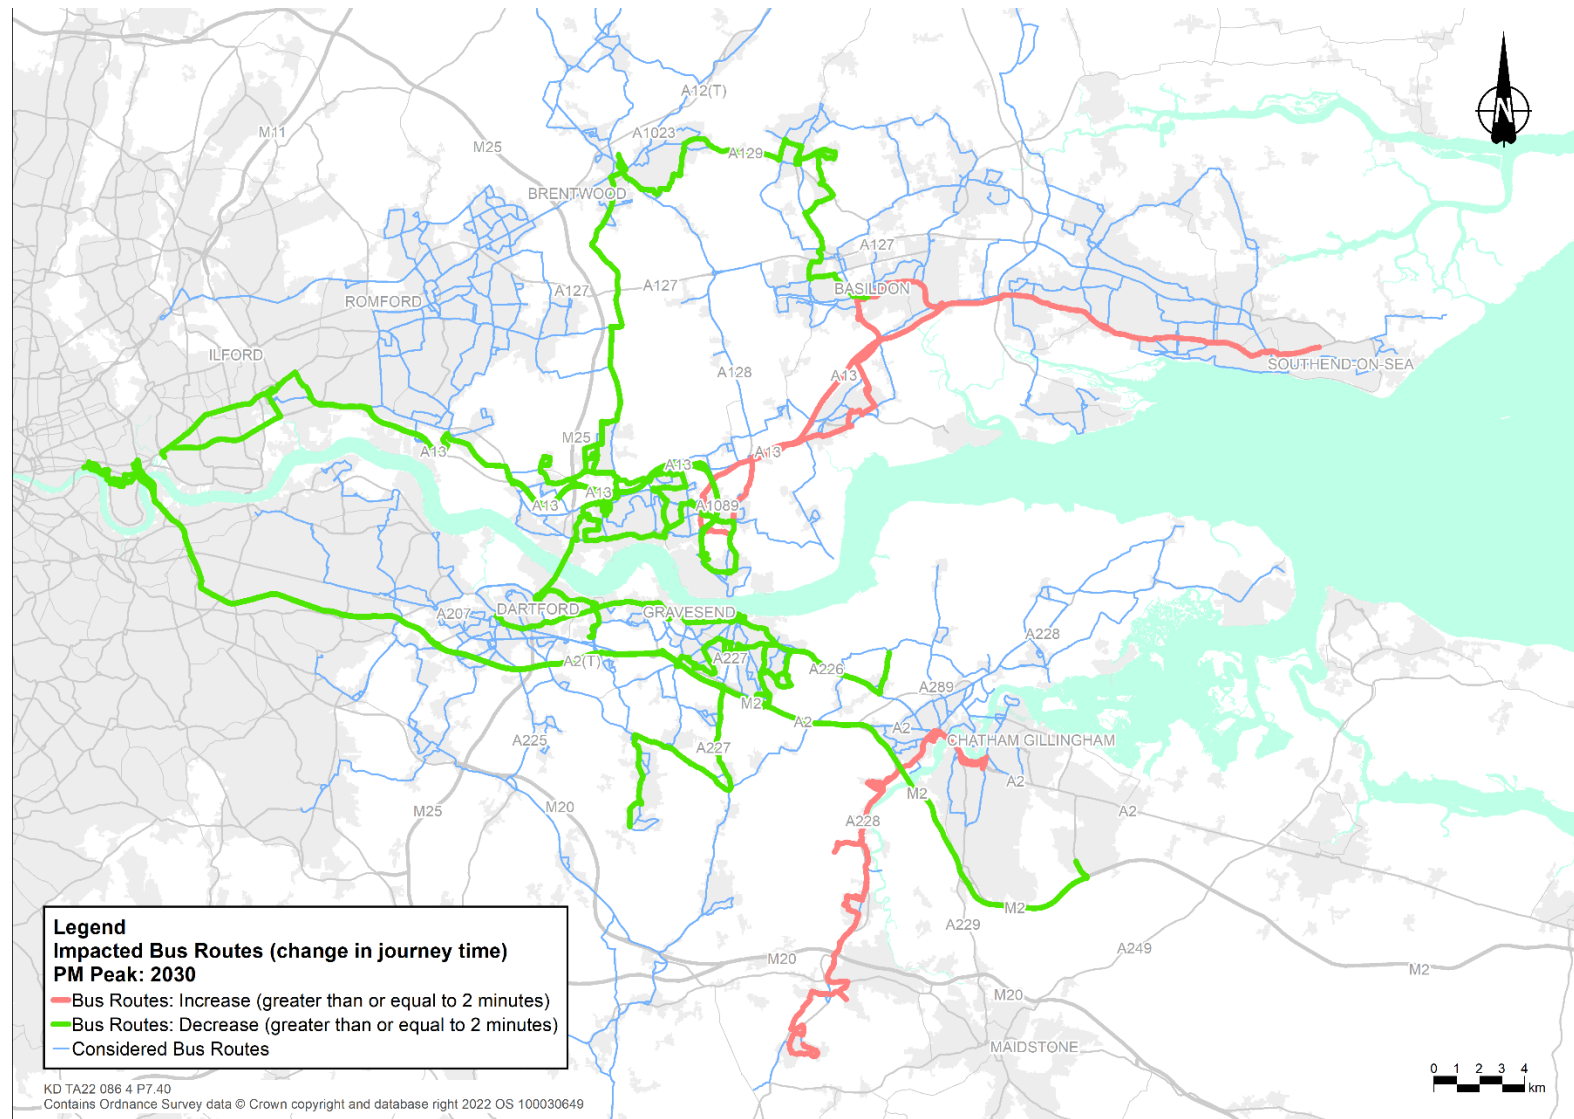 N
A12(T)
M11
A1023
M25
A129
BRENTWOOD
A127
A127
A127
BASILDON
ROMFORD
ILFORD
A128
A13
SOUTHEND-ON-SEA
M25
A13
A13
A13
A13
A13
A1089
DARTFORD
GRAVESEND
A207
A228
A2(T)
A227
A226
A289
M2
A2
A2
A225
A227
CHATHAM GILLINGHAM
A2
M2
M25
M20
A228
A2
M2
A229
A249
M20
M2
M20
MAIDSTONE
Legend
Impacted Bus Routes (change in journey time)
PM Peak: 2030
Bus Routes: Increase (greater than or equal to 2 minutes)
Bus Routes: Decrease (greater than or equal to 2 minutes)
Considered Bus Routes
0 1 2 3 4
km
KD TA22 086 4 P7.40
Contains Ordnance Survey data © Crown copyright and database right 2022 OS 100030649